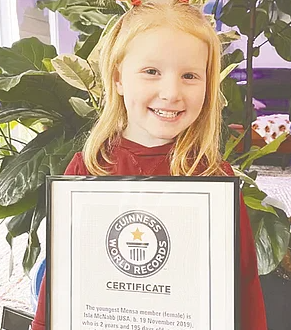 GUINNESS
WORLD
RECORDS
CERTIFICATE
The youngest Mensa member (female) is
Isla McNabb (USA, b. 19 November 2019),
who is 2 years and 195 days